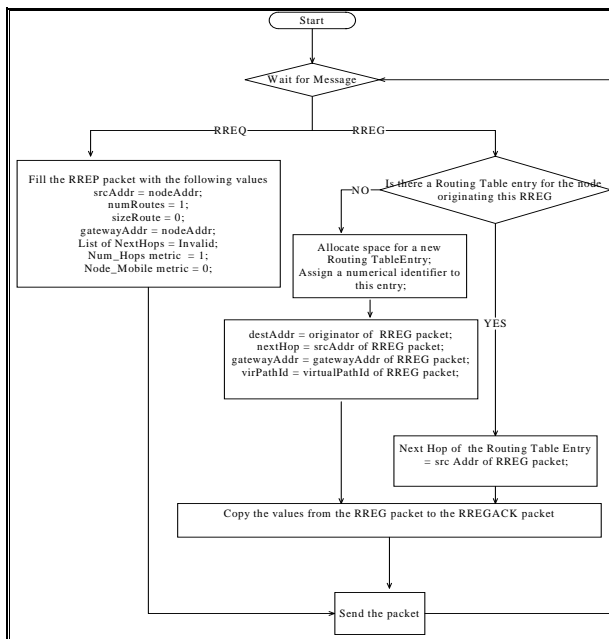 Start
Wait for Message
RREQ
RREG
Fill the RREP packet with the following values
srcAddr = nodeAddr;
numRoutes = 1;
sizeRoute = 0;
gatewayAddr = nodeAddr;
List of NextHops = Invalid;
Num_Hops metric = 1;
Node_Mobile metric = 0;
Is there a Routing Table entry for the node
originating this RREG
NO
Allocate space for a new
Routing TableEntry;
Assign a numerical identifier to
this entry;
YES
destAddr = originator of RREG packet;
nextHop = srcAddr of RREG packet;
gatewayAddr = gatewayAddr of RREG packet;
virPathId = virtualPathId of RREG packet;
Next Hop of the Routing Table Entry
= src Addr of RREG packet;
Copy the values from the RREG packet to the RREGACK packet
Send the packet